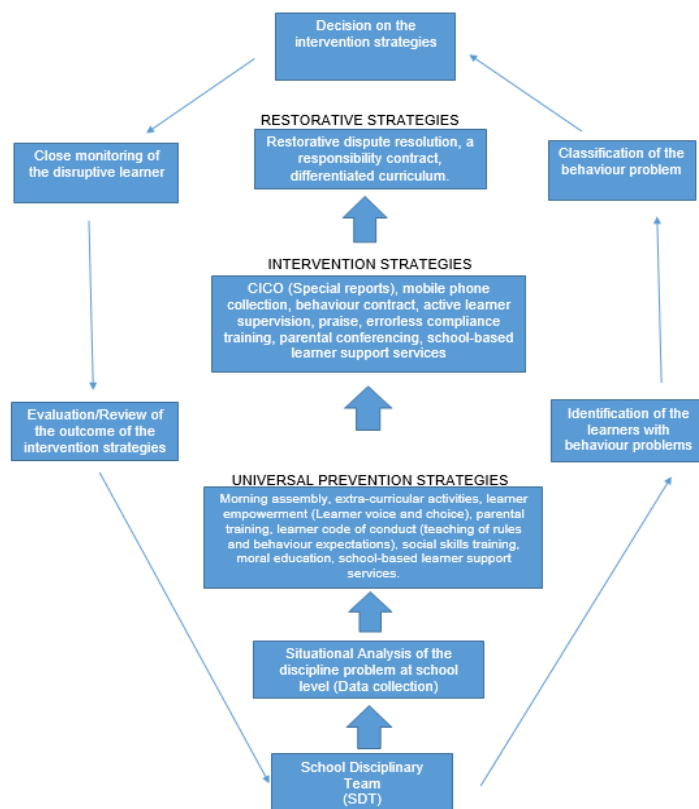 Decision on the
intervention strategies
RESTORATIVE STRATEGIES
Restorative dispute resolution, a
responsibility contract,
differentiated curriculum.
Close monitoring of
the disruptive learner
Classification of the
behaviour problem
INTERVENTION STRATEGIES
CICO (Special reports), mobile phone
collection, behaviour contract, active learner
supervision, praise, errorless compliance
training, parental conferencing, school-based
learner support services
Evaluation/Review of
the outcome of the
intervention strategies
Identification of the
learners with
behaviour problems
UNIVERSAL PREVENTION STRATEGIES
Morning assembly, extra-curricular activities, learner
empowerment (Learner voice and choice), parental
training, learner code of conduct (teaching of rules
and behaviour expectations), social skills training,
moral education, school-based learner support
services.
Situational Analysis of the
discipline problem at school
level (Data collection)
School Disciplinary
Team
(SDT)